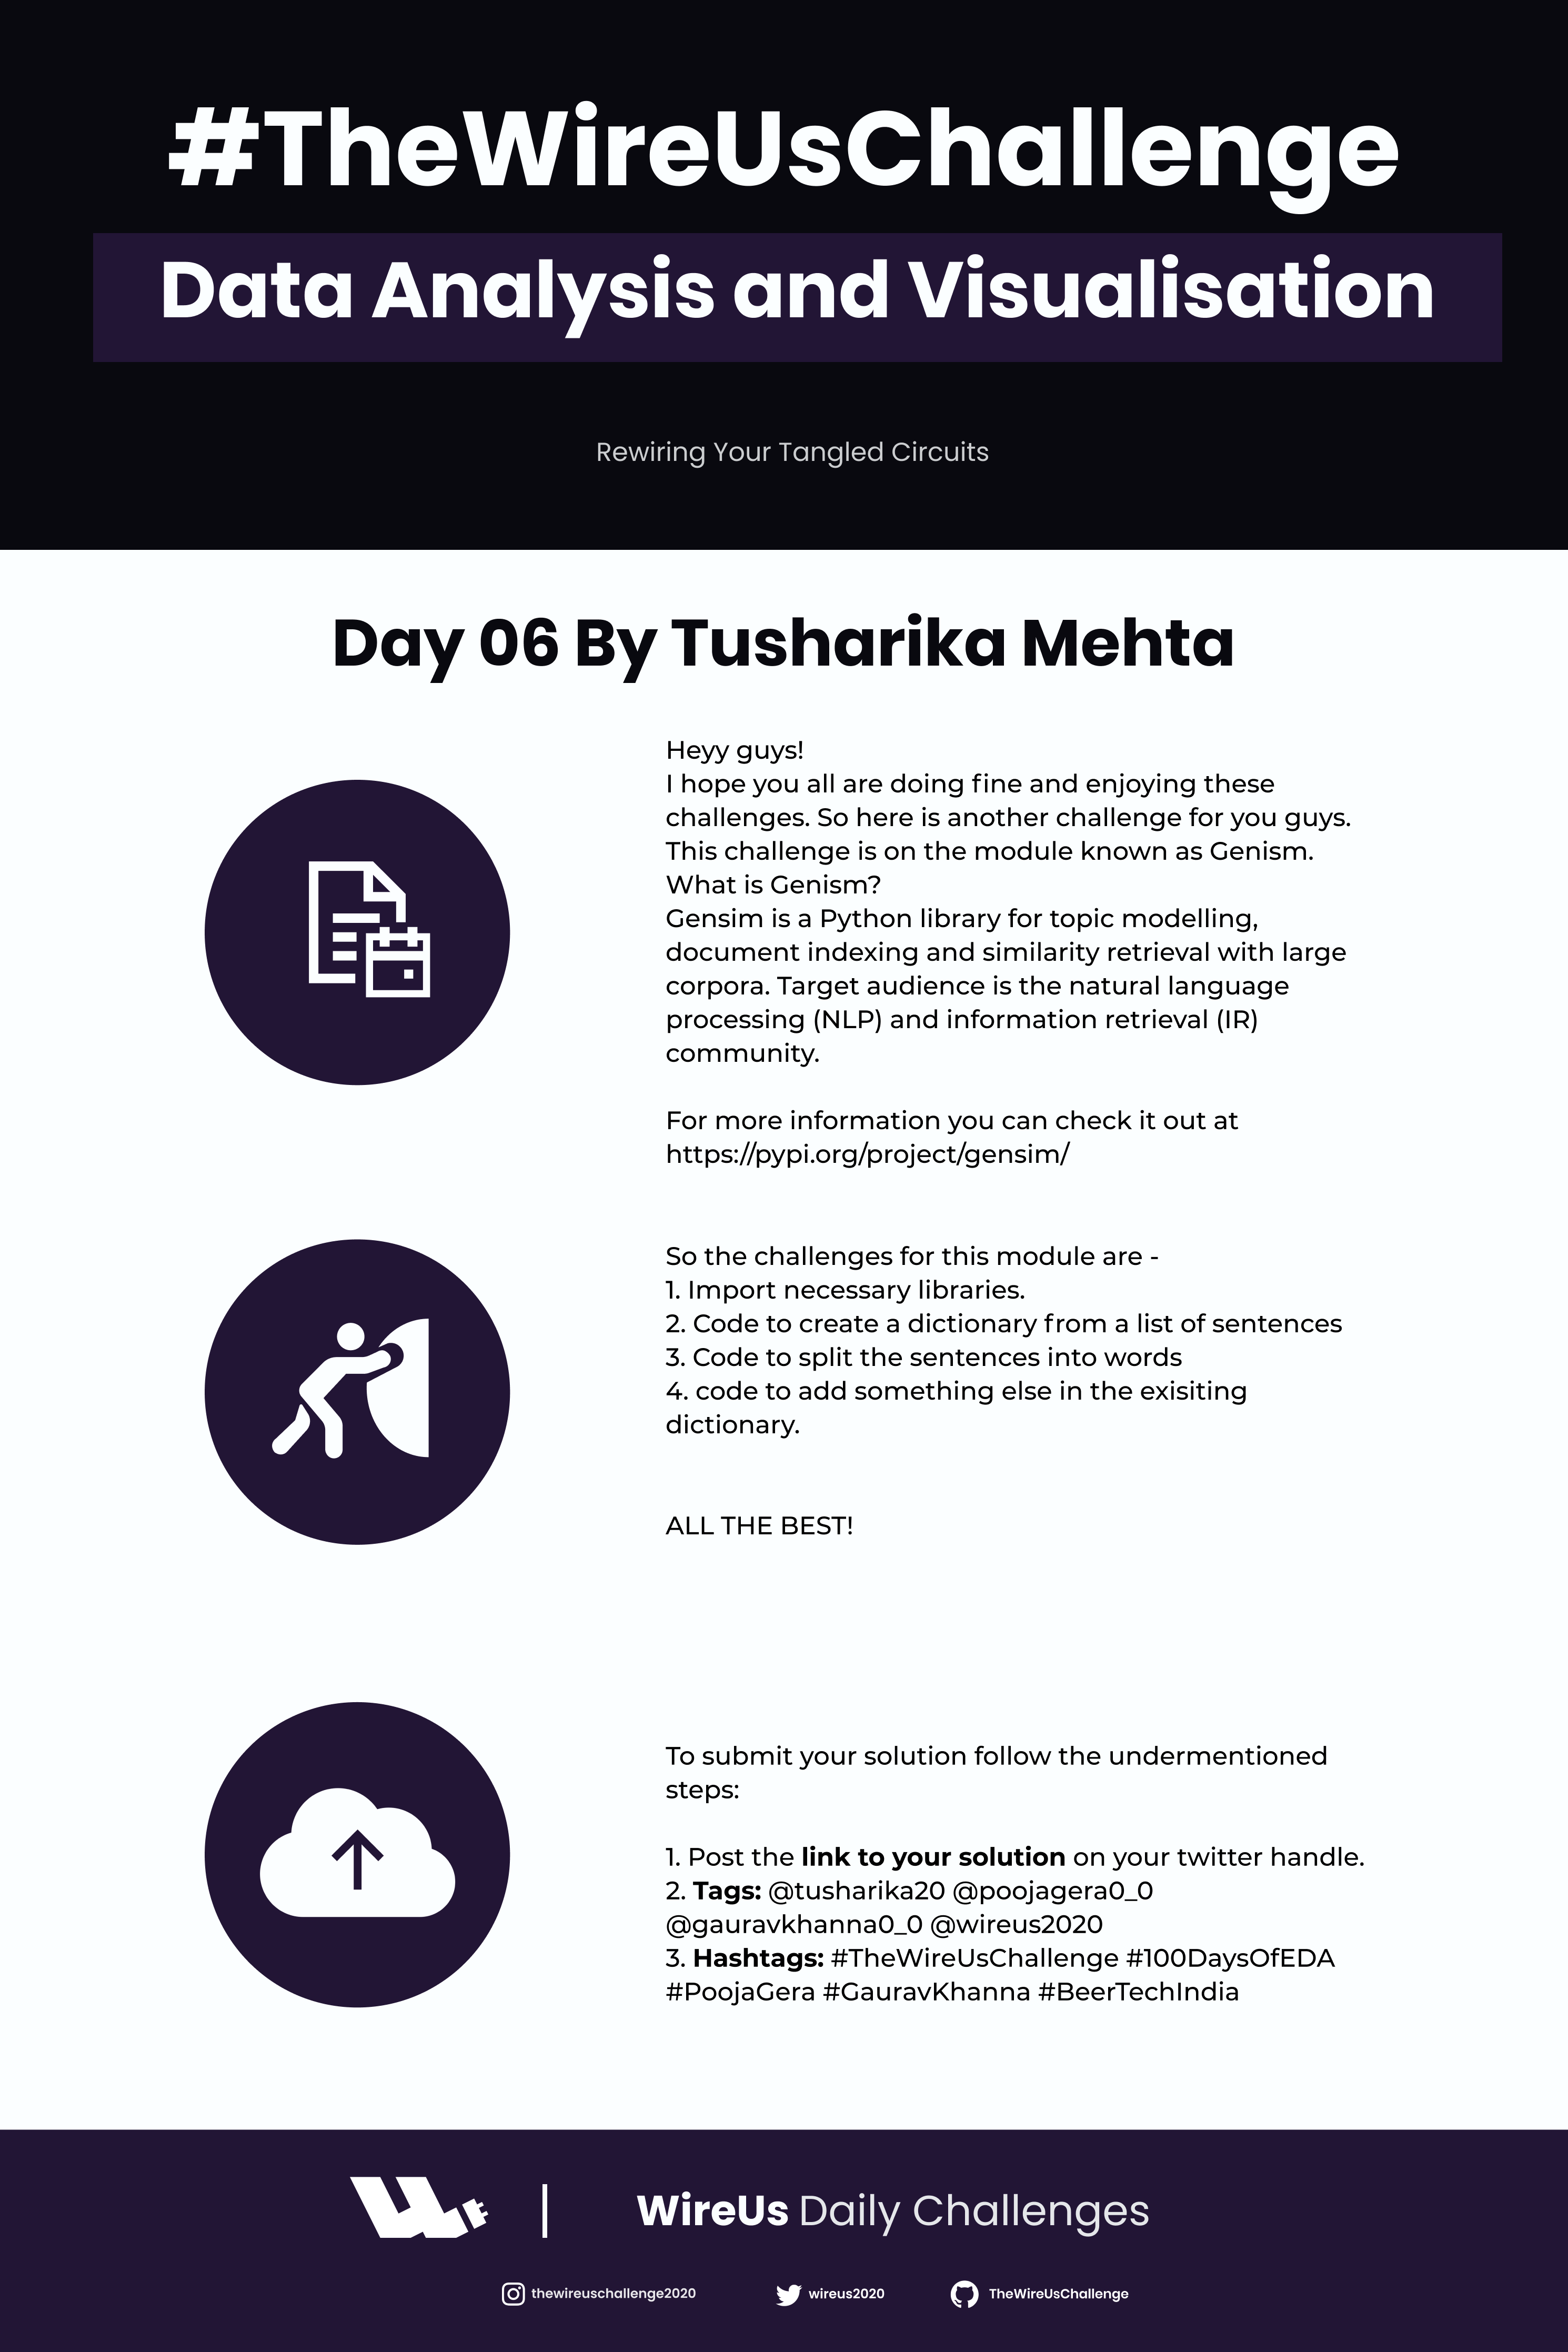 #TheWireUsChallenge
Data Analysis and Visualisation
Rewiring Your Tangled Circuits
Day 06 By Tusharika Mehta
Heyy guys!
I hope you all are doing fine and enjoying these
challenges. So here is another challenge for you guys.
This challenge is on the module known as Genism.
What is Genism?
Gensim is a Python library for topic modelling,
document indexing and similarity retrieval with large
corpora. Target audience is the natural language
processing (NLP) and information retrieval (IR)
community.
For more information you can check it out at
https://pypi.org/project/gensim/
So the challenges for this module are -
1. Import necessary libraries.
2. Code to create a dictionary from a list of sentences
3. Code to split the sentences into words
4. code to add something else in the exisiting
dictionary.
ALL THE BEST!
To submit your solution follow the undermentioned
steps:
1. Post the link to your solution on your twitter handle.
2. Tags: @tusharika20 @poojagera0_0
@gauravkhanna0_0 @wireus2020
3. Hashtags: #TheWireUsChallenge #100DaysOfEDA
#PoojaGera #GauravKhanna #BeerTechIndia
WireUs Daily Challenges
thewireuschallenge2020 wireus2020 TheWireUsChallenge